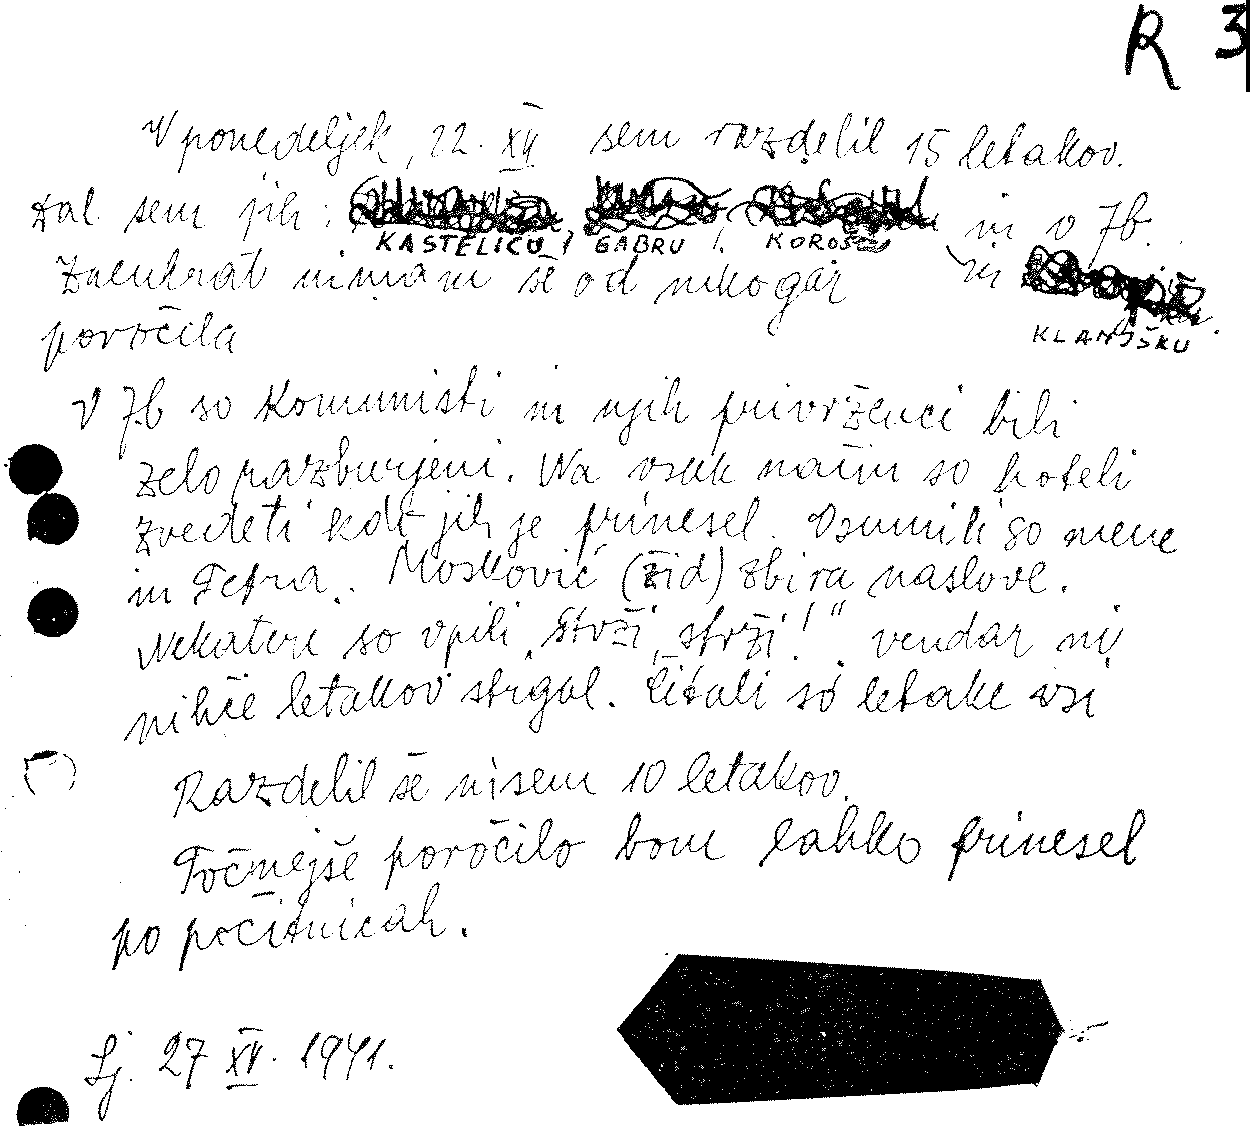 R 3
V ponedeljek, 22. XII sem razdelil 15 letakov.
Dal sem jih: in v 7b.
KASTELICU, GABRU, KOROŠCU
Zaenkrat nimam še od nikogar in
poročila
KLANJŠKU
V 7b so komunisti in njih privrženci bili
zelo razburjeni. Na vsak način so hoteli
zvedeti kdo jih je prinesel. Osumili so mene
in Petra. Mosković (žid) zbira naslove.
Nekateri so vpili „strži, strži!“ vendar ni
nihče letakov strgal. Čitali so letake vsi
Razdelil še nisem 10 letakov.
Točnejše poročilo bom lahko prinesel
po počitnicah.
Lj. 27 XII. 1941.